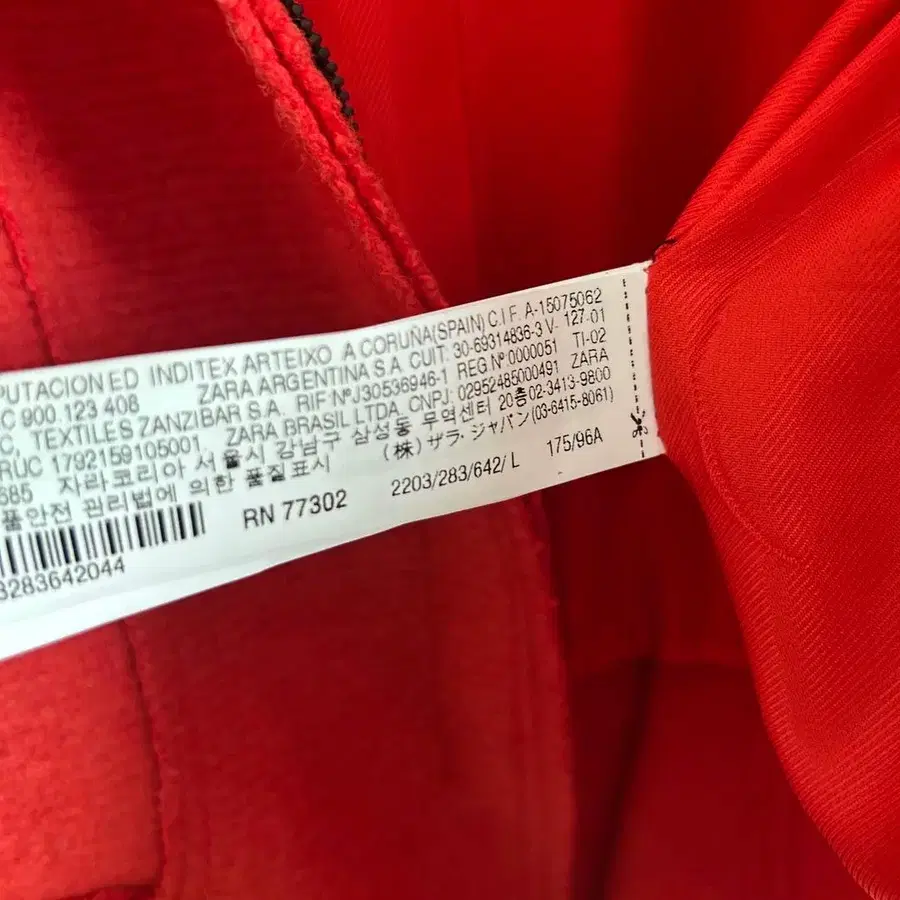 PUTACION ED INDITEX ARTEIXO A CORUÑA(SPAIN) C.I.F. A-15075062
C 900.123 408 ZARA ARGENTINA S.A. CUIT. 30-69314836-3 V- 127-01
C, TEXTILES ZANZIBAR S.A. RIF: NºJ30536946-1 REG Nº 0000051 TI-02
RUC 1792159105001 ZARA BRASIL LTDA, CNPJ: 02952485000491 ZARA
685 자라코리아 서울시 강남구 삼성동 무역센터 20층02-3413-9800
품안전 관리법에 의한 품질표시 (株) ザラ・ジャパン(03-6415-8061)
RN 77302 2203/283/642/ L 175/96A
3283642044